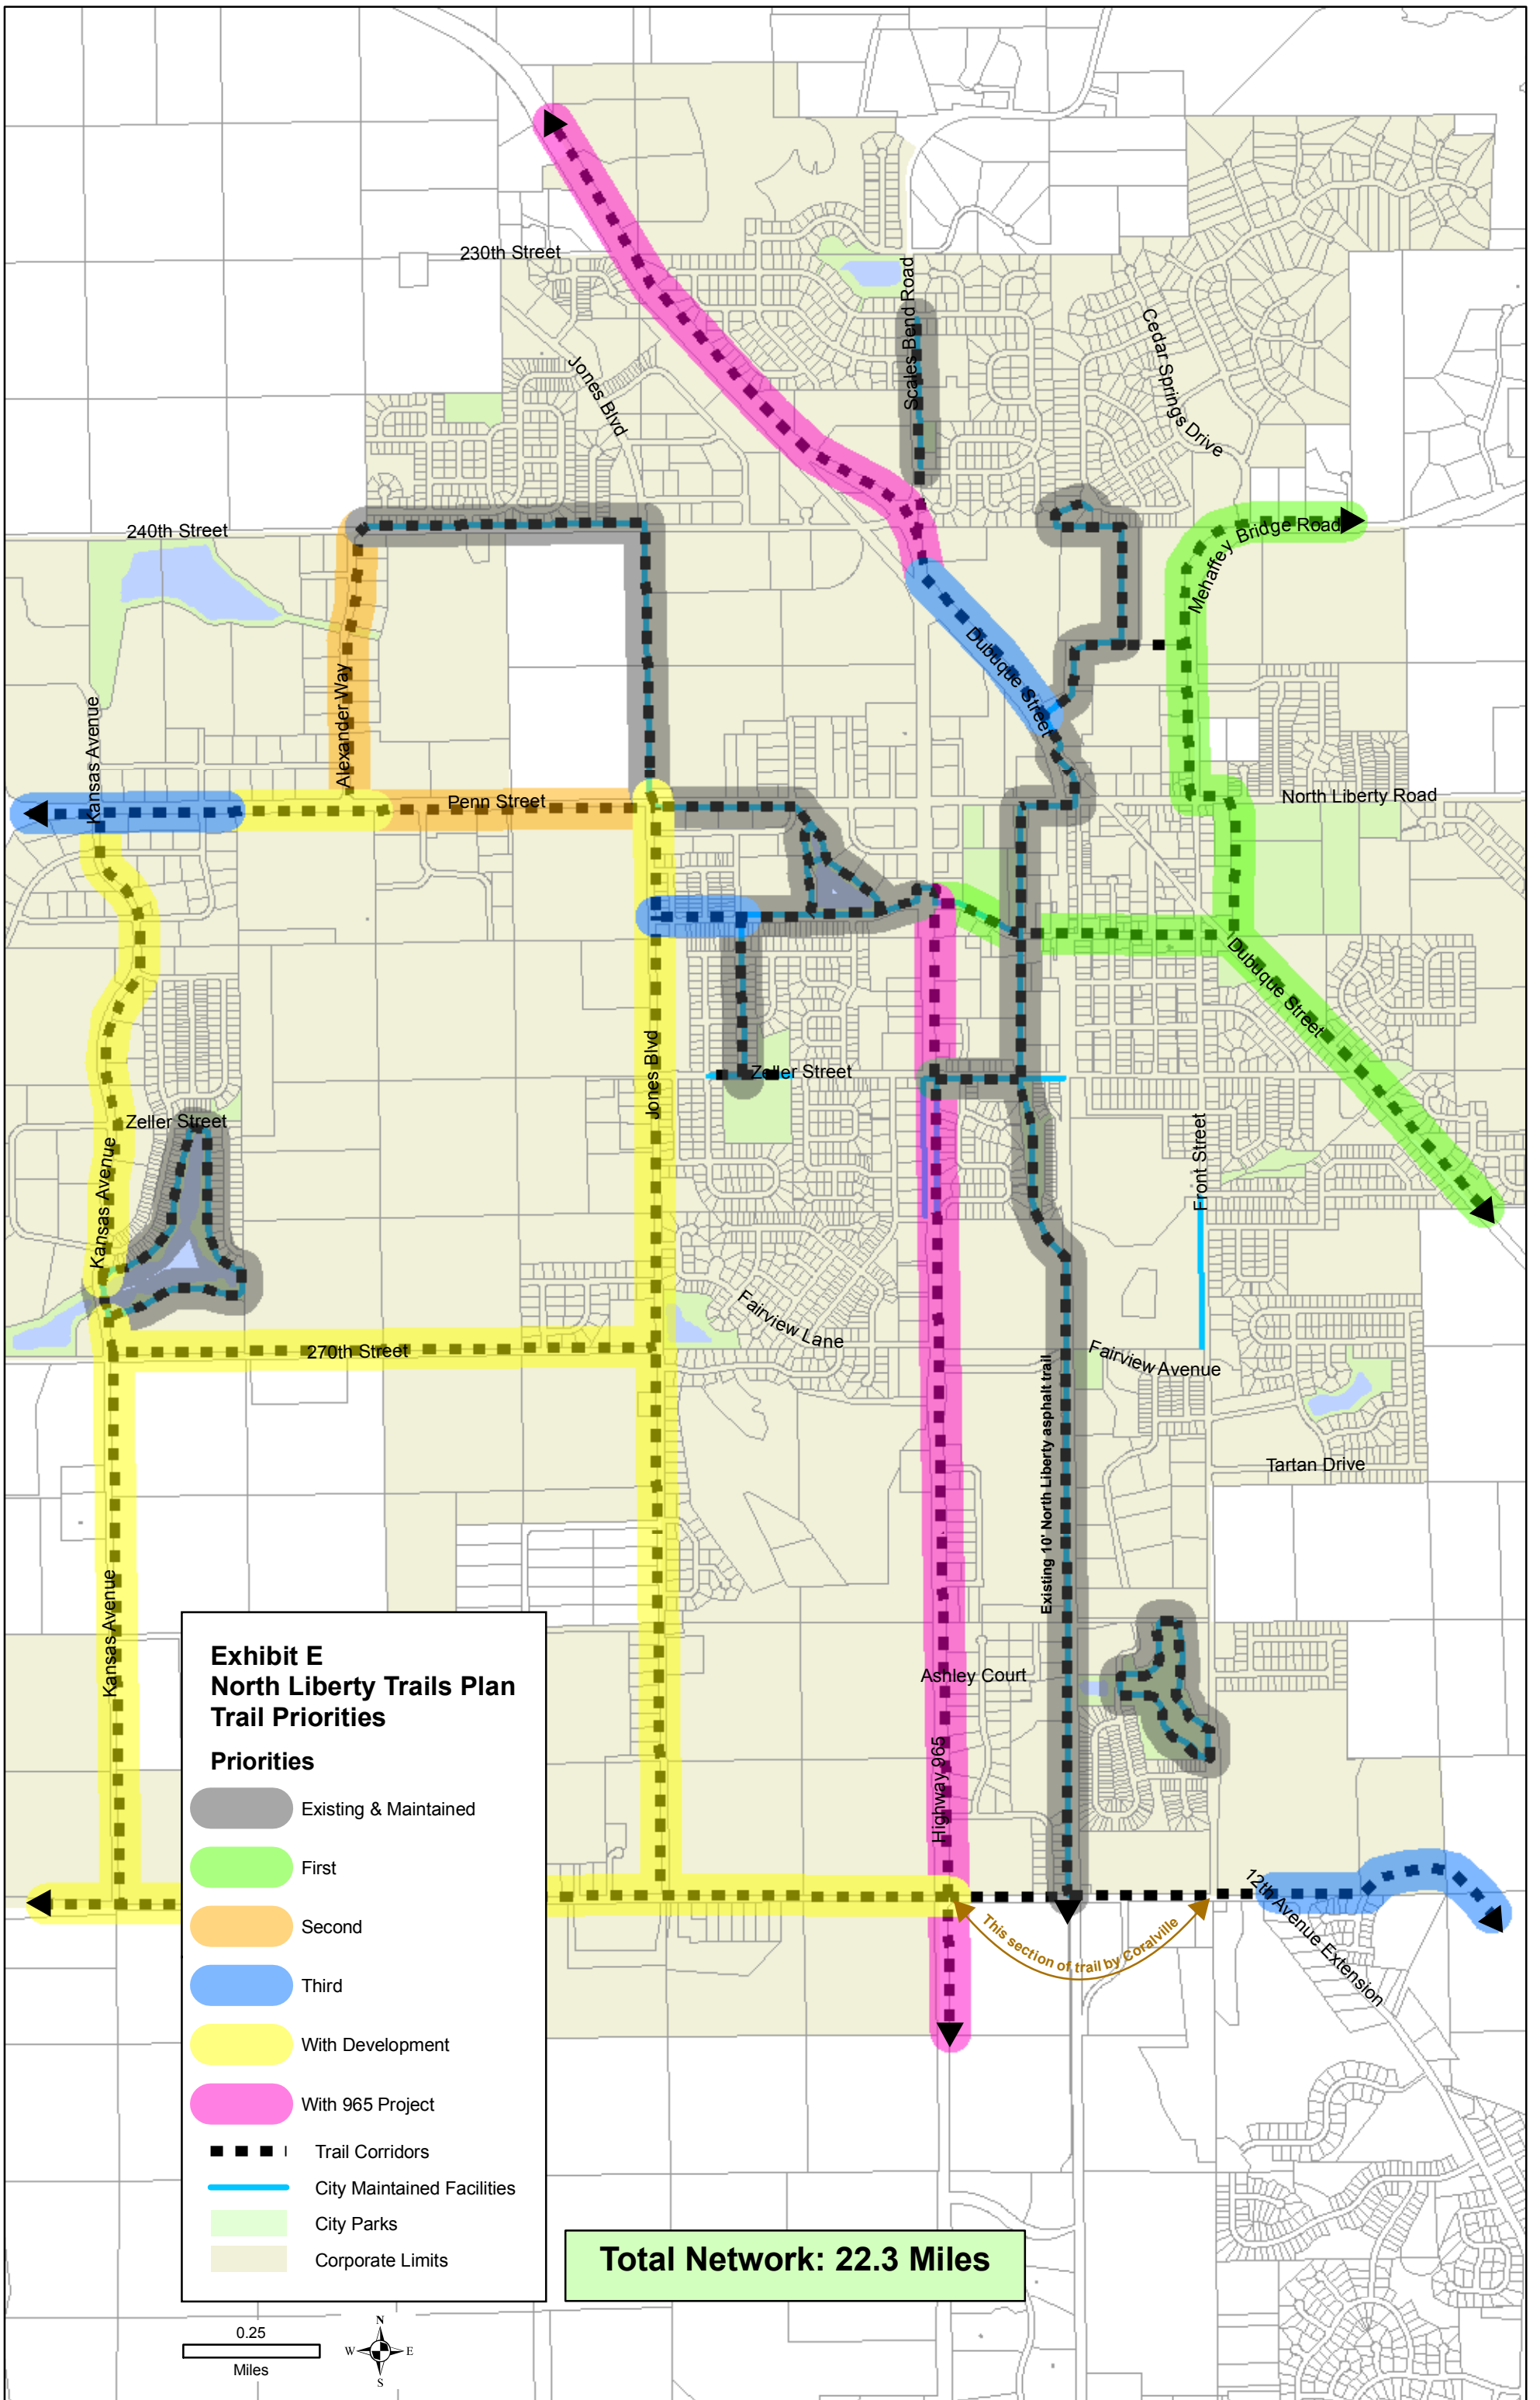 230th Street
Scales Bend Road
Cedar Springs Drive
Jones Blvd
240th Street
Mehaffey Bridge Road
Dubuque Street
Kansas Avenue
Alexander Way
Penn Street
North Liberty Road
Dubuque Street
Jones Blvd
Zeller Street
Zeller Street
Front Street
Kansas Avenue
Fairview Lane
270th Street
Fairview Avenue
Existing 10' North Liberty asphalt trail
Tartan Drive
Kansas Avenue
Ashley Court
Highway 965
12th Avenue Extension
This section of trail by Coralville
Exhibit E
North Liberty Trails Plan
Trail Priorities
Priorities
Existing & Maintained
First
Second
Third
With Development
With 965 Project
Trail Corridors
City Maintained Facilities
City Parks
Corporate Limits
Total Network: 22.3 Miles
0.25
Miles
N
W
E
S